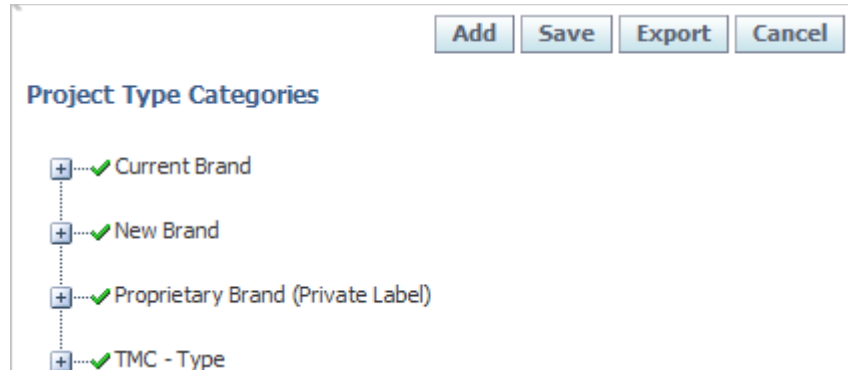 Add Save Export Cancel
Project Type Categories
Current Brand
New Brand
Proprietary Brand (Private Label)
TMC - Type